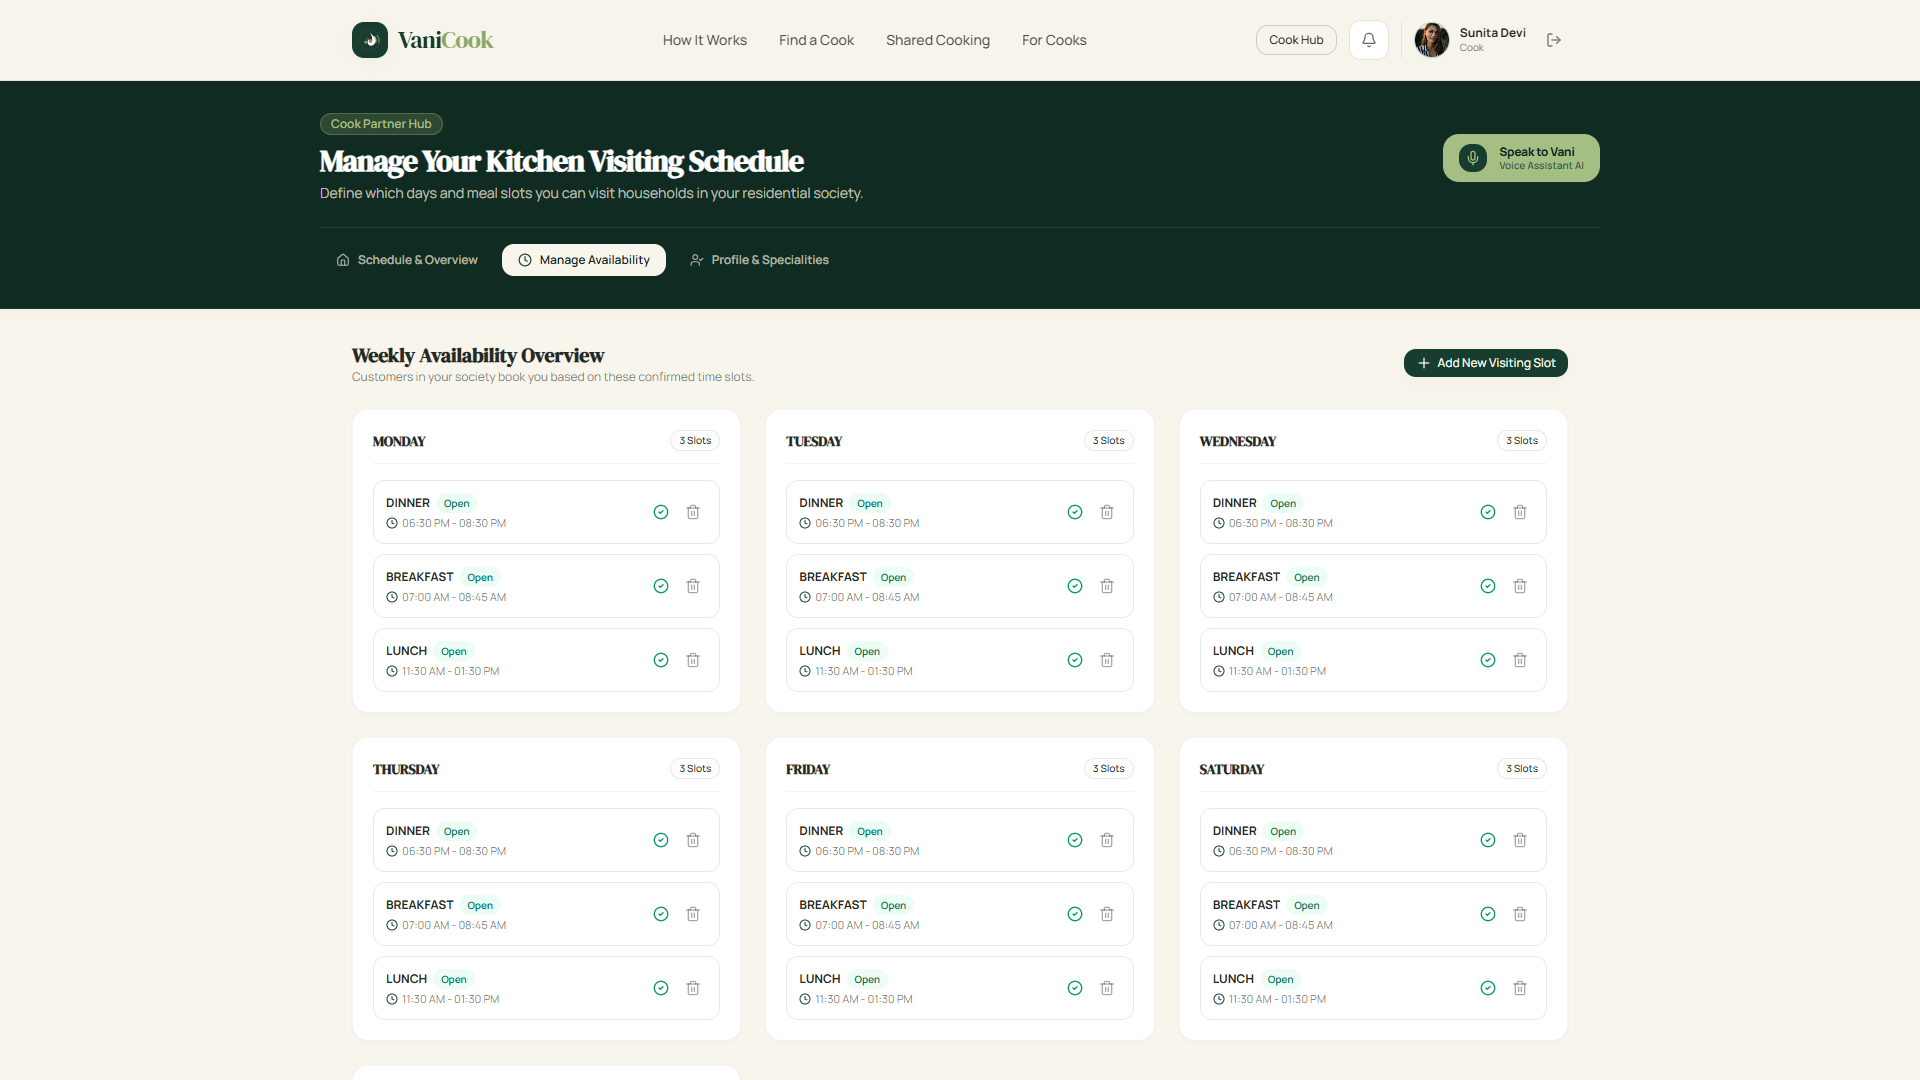 VaniCook
How It Works
Find a Cook
Shared Cooking
For Cooks
Cook Hub
Sunita Devi
Cook
Cook Partner Hub
Manage Your Kitchen Visiting Schedule
Define which days and meal slots you can visit households in your residential society.
Speak to Vani
Voice Assistant AI
Schedule & Overview
Manage Availability
Profile & Specialities
Weekly Availability Overview
Customers in your society book you based on these confirmed time slots.
Add New Visiting Slot
MONDAY
3 Slots
DINNER Open
06:30 PM - 08:30 PM
BREAKFAST Open
07:00 AM - 08:45 AM
LUNCH Open
11:30 AM - 01:30 PM
TUESDAY
3 Slots
DINNER Open
06:30 PM - 08:30 PM
BREAKFAST Open
07:00 AM - 08:45 AM
LUNCH Open
11:30 AM - 01:30 PM
WEDNESDAY
3 Slots
DINNER Open
06:30 PM - 08:30 PM
BREAKFAST Open
07:00 AM - 08:45 AM
LUNCH Open
11:30 AM - 01:30 PM
THURSDAY
3 Slots
DINNER Open
06:30 PM - 08:30 PM
BREAKFAST Open
07:00 AM - 08:45 AM
LUNCH Open
11:30 AM - 01:30 PM
FRIDAY
3 Slots
DINNER Open
06:30 PM - 08:30 PM
BREAKFAST Open
07:00 AM - 08:45 AM
LUNCH Open
11:30 AM - 01:30 PM
SATURDAY
3 Slots
DINNER Open
06:30 PM - 08:30 PM
BREAKFAST Open
07:00 AM - 08:45 AM
LUNCH Open
11:30 AM - 01:30 PM